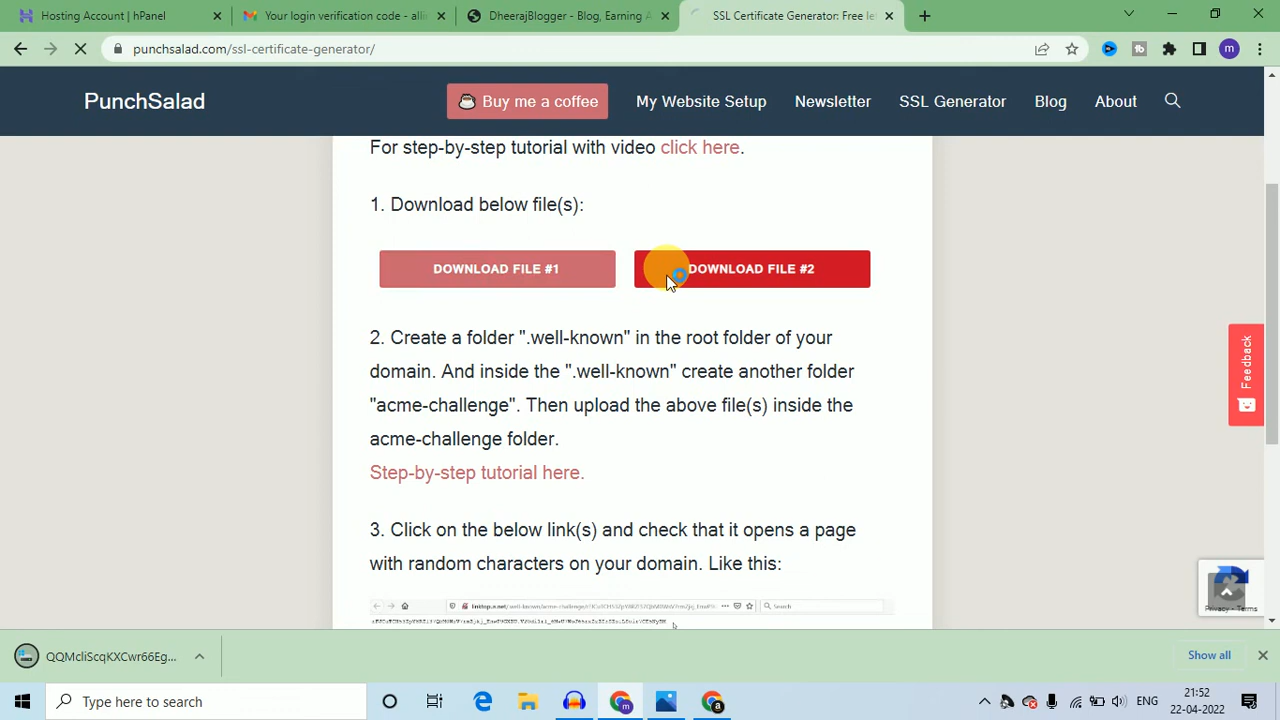 Hosting Account | hPanel
Your login verification code - alin
DheerajBlogger - Blog, Earning A
SSL Certificate Generator: Free let
punchsalad.com/ssl-certificate-generator/
m
PunchSalad
Buy me a coffee
My Website Setup
Newsletter
SSL Generator
Blog
About
For step-by-step tutorial with video click here.
1. Download below file(s):
DOWNLOAD FILE #1
DOWNLOAD FILE #2
2. Create a folder ".well-known" in the root folder of your
domain. And inside the ".well-known" create another folder
"acme-challenge". Then upload the above file(s) inside the
acme-challenge folder.
Step-by-step tutorial here.
3. Click on the below link(s) and check that it opens a page
with random characters on your domain. Like this:
Search
Feedback
Privacy - Terms
QQMcliScqKXCwr66Eg...
Show all
Type here to search
ENG
21:52
22-04-2022